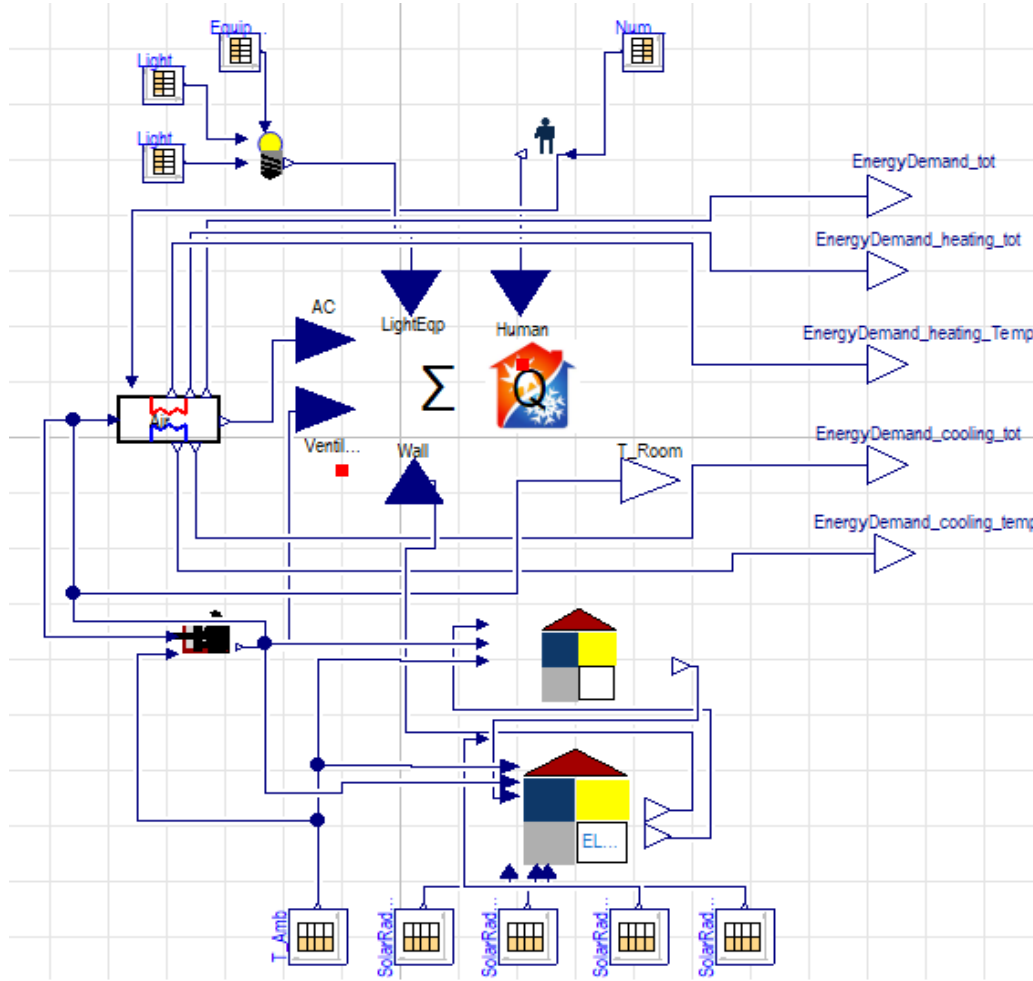 Equip...
Num...
Light...
Light...
EnergyDemand_tot
EnergyDemand_heating_tot
AC
LightEqp
Human
EnergyDemand_heating_Temp
Σ
Q
Air
EnergyDemand_cooling_tot
Ventil...
Wall
T_Room
EnergyDemand_cooling_temp
EL...
T_Amb
SolarRad...
SolarRad...
SolarRad...
SolarRad...